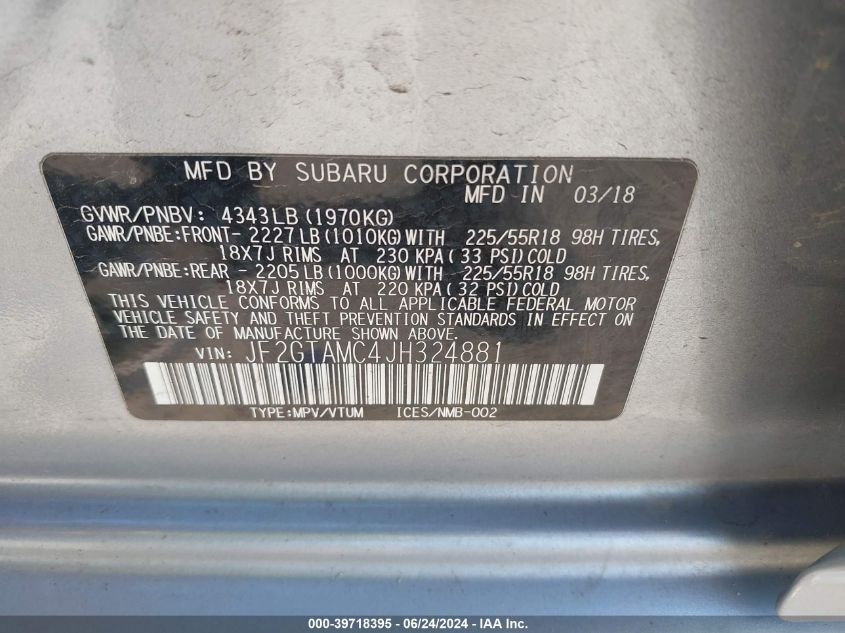 MFD BY SUBARU CORPORATION
MFD IN 03/18
GVWR/PNBV: 4343LB (1970KG)
GAWR/PNBE:FRONT- 2227LB (1010KG) WITH 225/55R18 98H TIRES,
18X7J RIMS AT 230 KPA ( 33 PSI) COLD
GAWR/PNBE:REAR - 2205LB (1000KG) WITH 225/55R18 98H TIRES,
18X7J RIMS AT 220 KPA ( 32 PSI) COLD
THIS VEHICLE CONFORMS TO ALL APPLICABLE FEDERAL MOTOR
VEHICLE SAFETY AND THEFT PREVENTION STANDARDS IN EFFECT ON
THE DATE OF MANUFACTURE SHOWN ABOVE.
VIN: JF2GTAMC4JH324881
TYPE:MPV/VTUM ICES/NMB-002
000-39718395 - 06/24/2024 - IAA Inc.